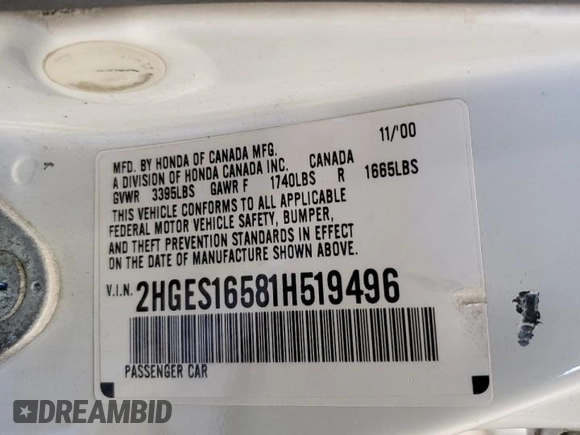 11/'00
MFD. BY HONDA OF CANADA MFG.
A DIVISION OF HONDA CANADA INC. CANADA
GVWR 3395LBS GAWR F 1740LBS R 1665LBS
THIS VEHICLE CONFORMS TO ALL APPLICABLE
FEDERAL MOTOR VEHICLE SAFETY, BUMPER,
AND THEFT PREVENTION STANDARDS IN EFFECT
ON THE DATE OF MANUFACTURE SHOWN ABOVE.
V.I.N. 2HGES16581H519496
PASSENGER CAR
DREAMBID